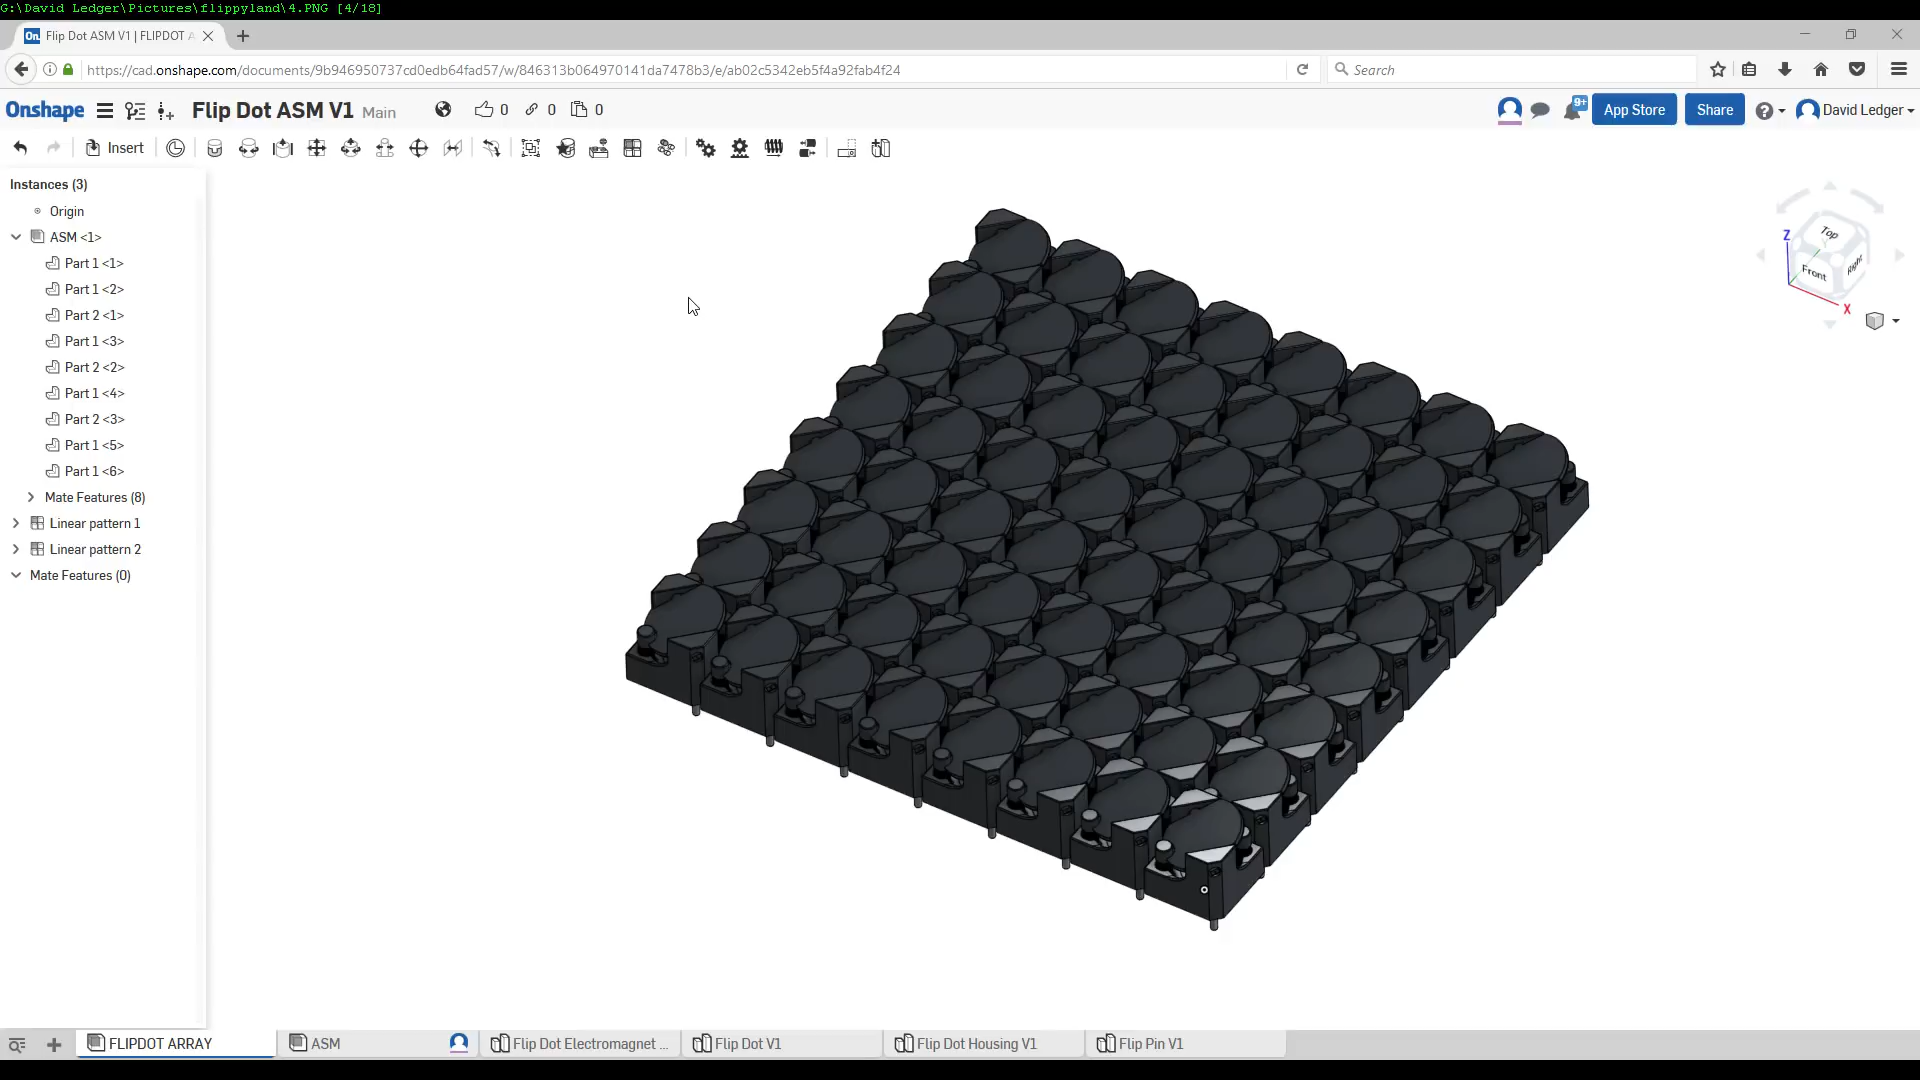 G:\David Ledger\Pictures\flippyland\4.PNG [4/18]
Flip Dot ASM V1 | FLIPDOT A
https://cad.onshape.com/documents/9b946950737cd0edb64fad57/w/846313b064970141da7478b3/e/ab02c5342eb5f4a92fab4f24
Search
Onshape
Flip Dot ASM V1 Main
0
0
0
9+
App Store
Share
David Ledger
Insert
Instances (3)
Origin
ASM <1>
Part 1 <1>
Part 1 <2>
Part 2 <1>
Part 1 <3>
Part 2 <2>
Part 1 <4>
Part 2 <3>
Part 1 <5>
Part 1 <6>
Mate Features (8)
Linear pattern 1
Linear pattern 2
Mate Features (0)
Z
Top
Front
Right
X
FLIPDOT ARRAY
ASM
Flip Dot Electromagnet ...
Flip Dot V1
Flip Dot Housing V1
Flip Pin V1